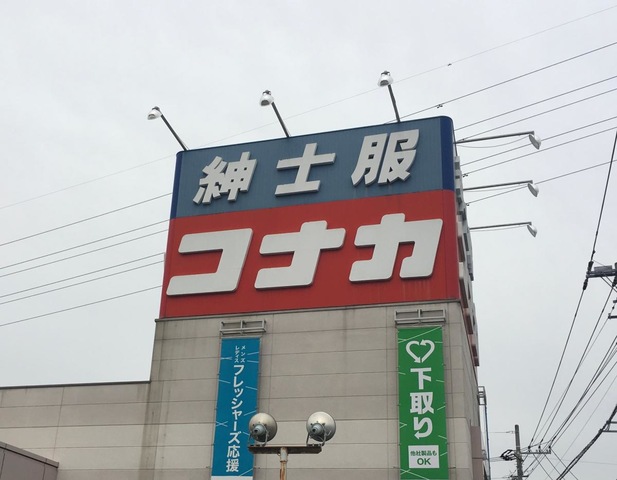 紳士服
コナカ
メンズ
レディス
フレッシャーズ応援
下取り
他社製品も
OK